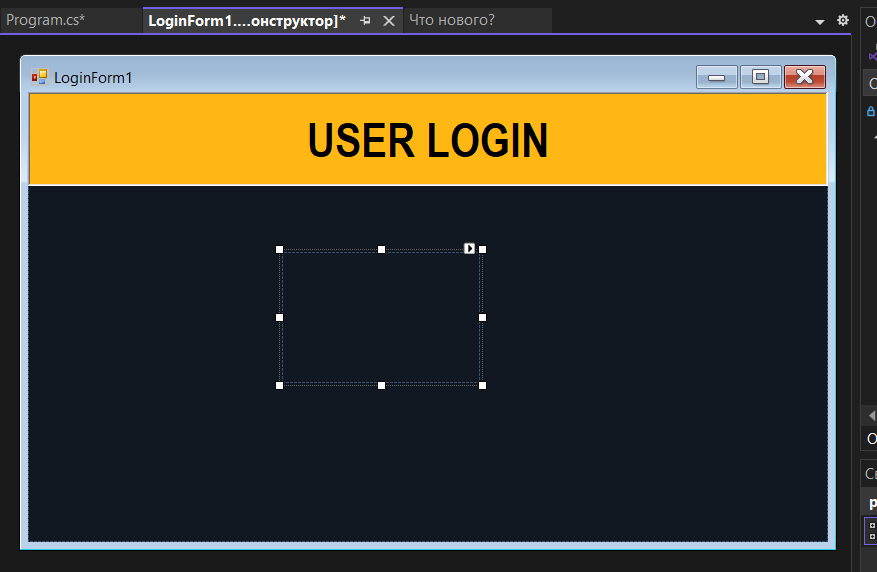 Program.cs*
LoginForm1....онструктор]*
Что нового?
LoginForm1
USER LOGIN